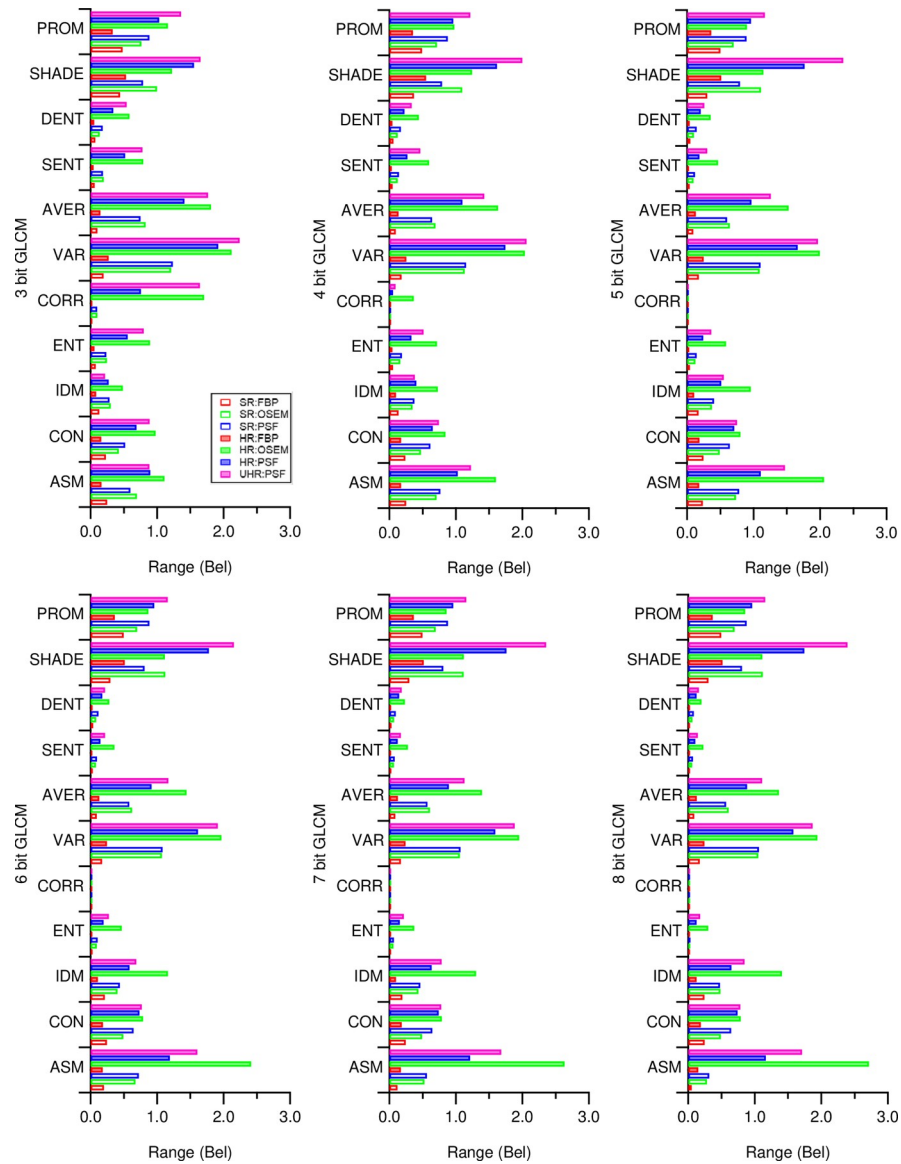 3 bit GLCM
PROM
SHADE
DENT
SENT
AVER
VAR
CORR
ENT
IDM
CON
ASM
SR:FBP
SR:OSEM
SR:PSF
HR:FBP
HR:OSEM
HR:PSF
UHR:PSF
0.0 1.0 2.0 3.0
Range (Bel)
4 bit GLCM
PROM
SHADE
DENT
SENT
AVER
VAR
CORR
ENT
IDM
CON
ASM
0.0 1.0 2.0 3.0
Range (Bel)
5 bit GLCM
PROM
SHADE
DENT
SENT
AVER
VAR
CORR
ENT
IDM
CON
ASM
0.0 1.0 2.0 3.0
Range (Bel)
6 bit GLCM
PROM
SHADE
DENT
SENT
AVER
VAR
CORR
ENT
IDM
CON
ASM
0.0 1.0 2.0 3.0
Range (Bel)
7 bit GLCM
PROM
SHADE
DENT
SENT
AVER
VAR
CORR
ENT
IDM
CON
ASM
0.0 1.0 2.0 3.0
Range (Bel)
8 bit GLCM
PROM
SHADE
DENT
SENT
AVER
VAR
CORR
ENT
IDM
CON
ASM
0.0 1.0 2.0 3.0
Range (Bel)